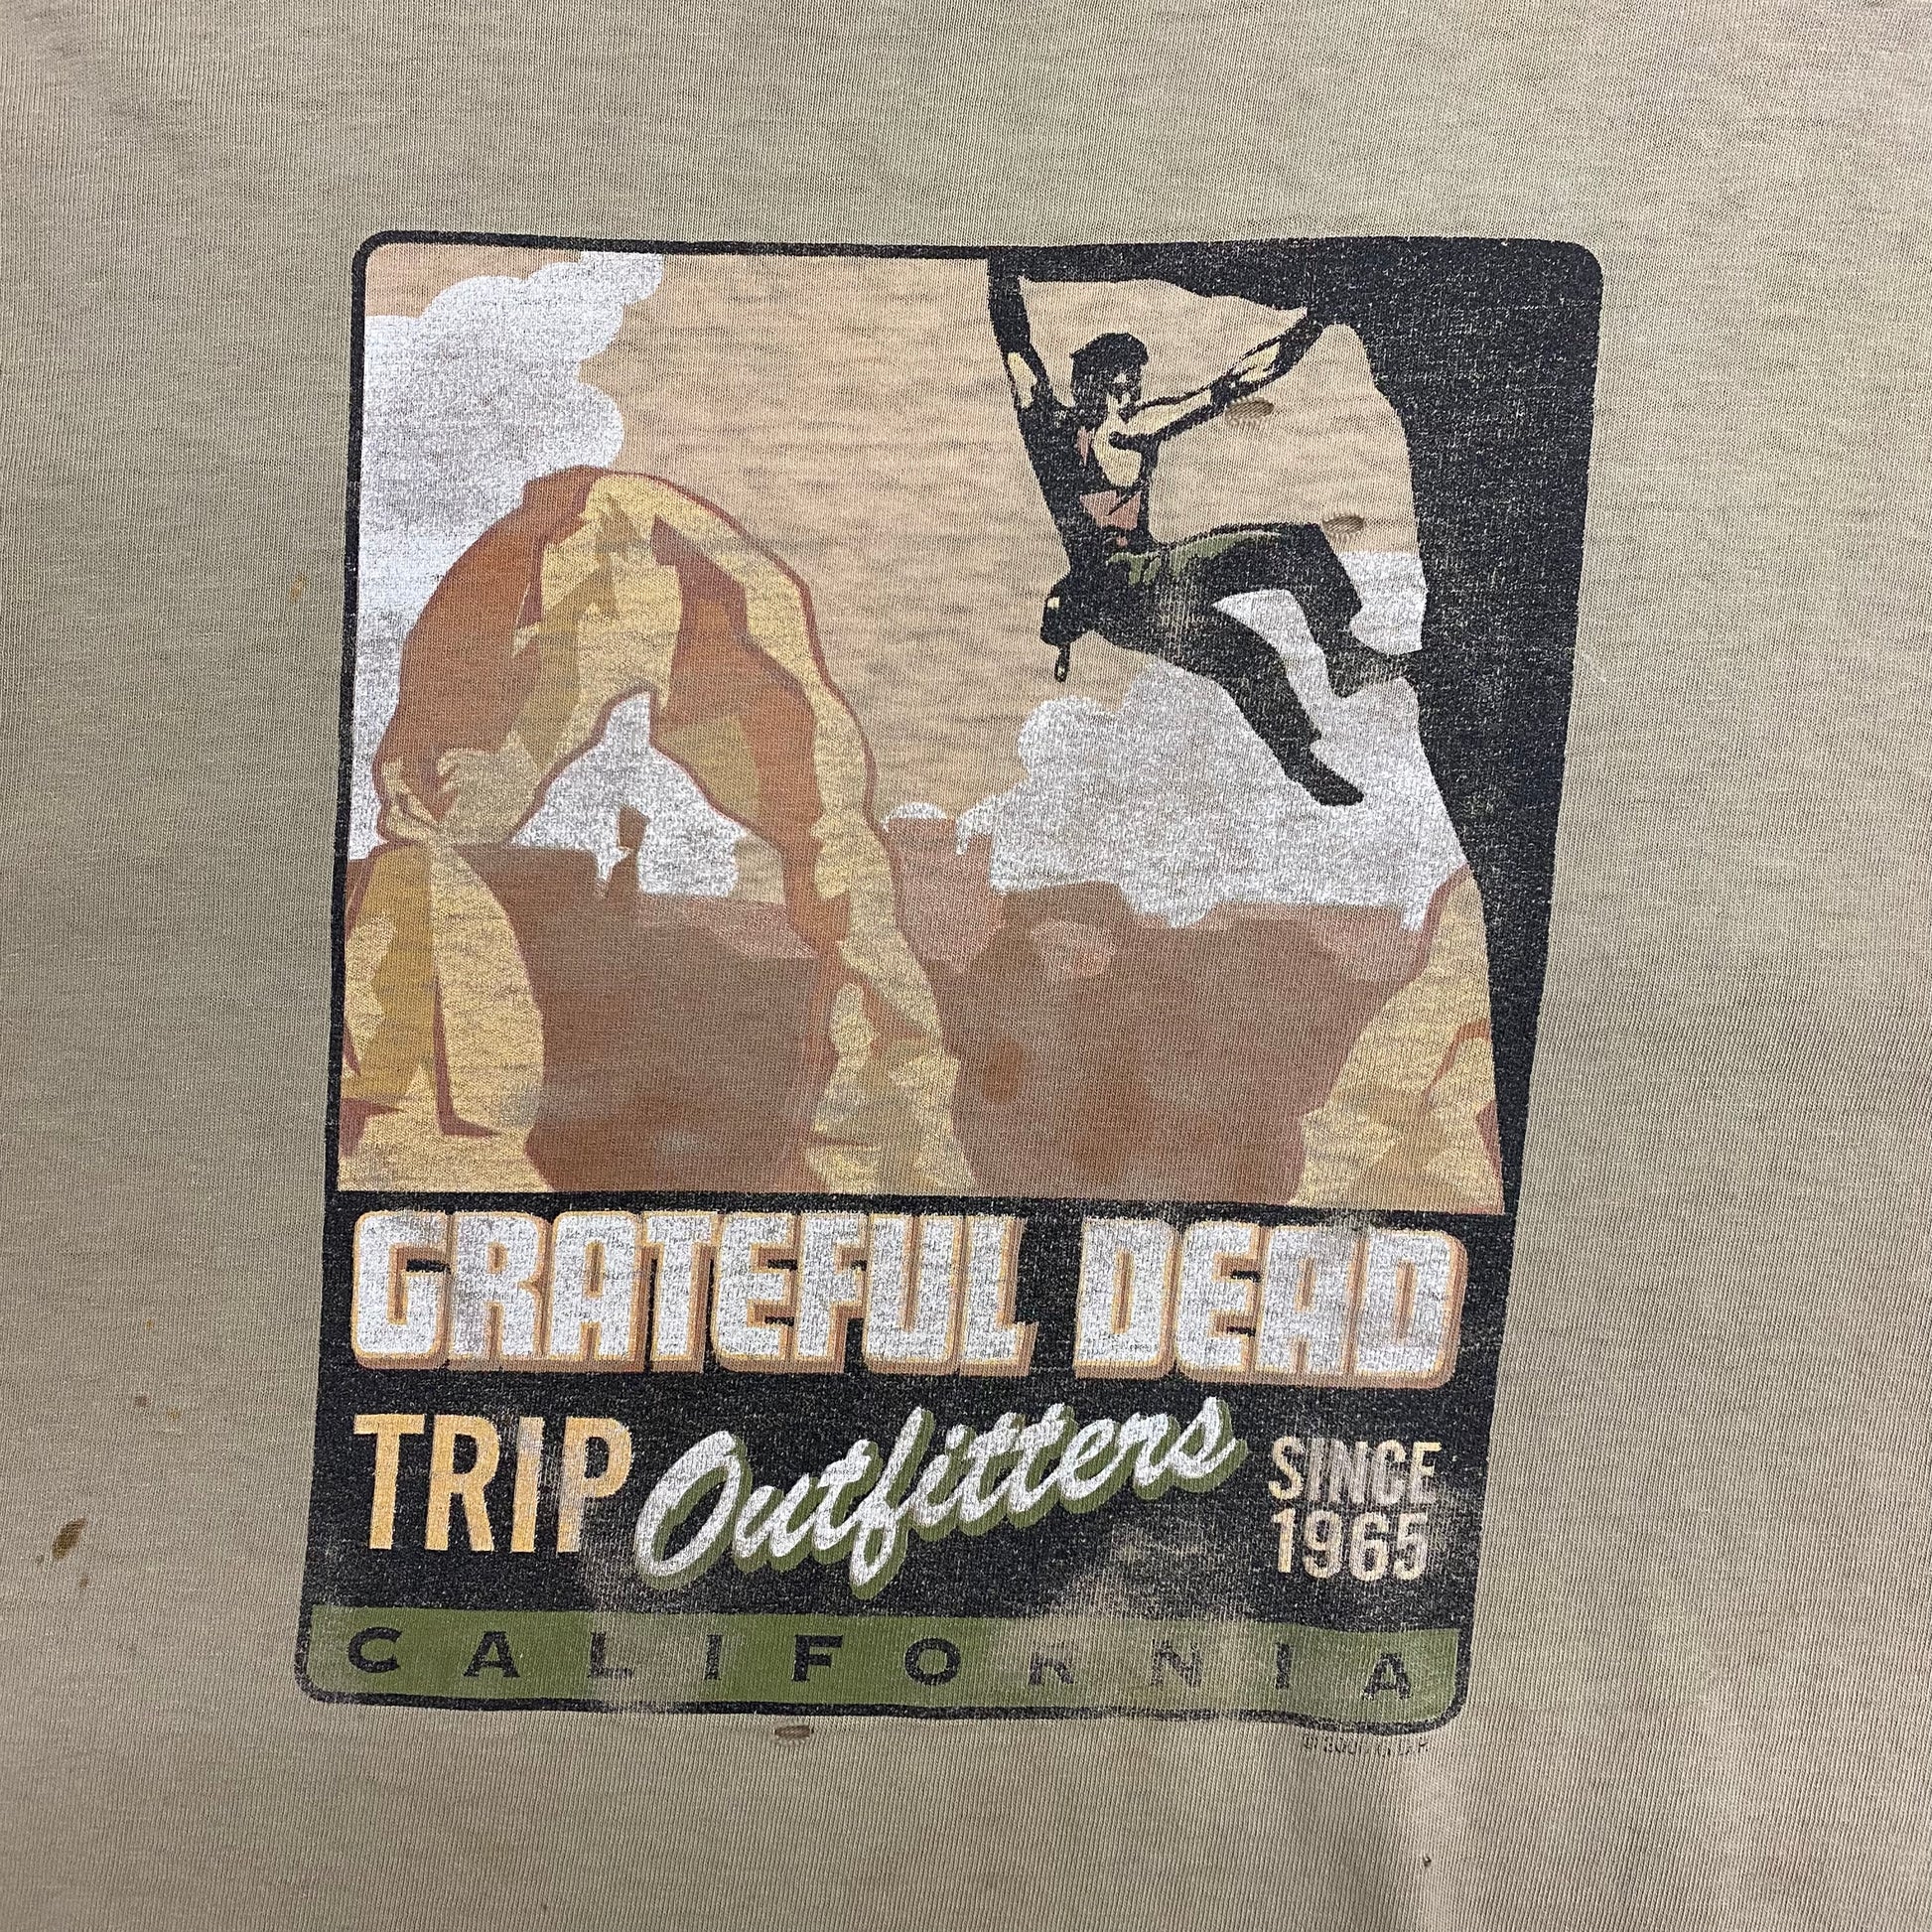 GRATEFUL DEAD
TRIP Outfitters SINCE 1965
CALIFORNIA